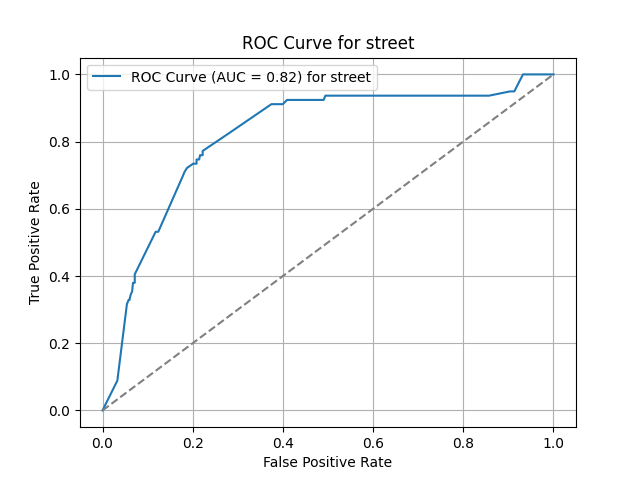 ROC Curve for street
ROC Curve (AUC = 0.82) for street
1.0
0.8
0.6
0.4
0.2
0.0
True Positive Rate
0.0 0.2 0.4 0.6 0.8 1.0
False Positive Rate